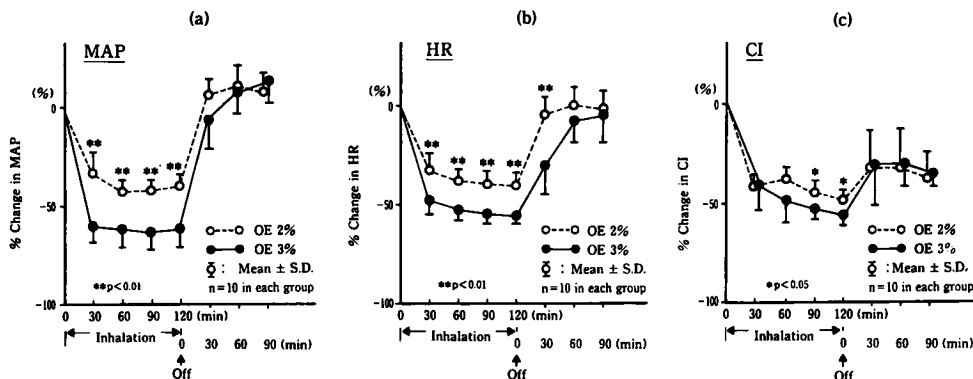 (a)
MAP
(%)
0
-50
-100
% Change in MAP
** ** ** **
OE 2%
OE 3%
: Mean ± S.D.
n=10 in each group
**p<0.01
0 30 60 90 120 (min)
Inhalation
0 30 60 90 (min)
Off
(b)
HR
(%)
0
-50
-100
% Change in HR
** ** ** ** **
OE 2%
OE 3%
: Mean ± S.D.
n=10 in each group
**p<0.01
0 30 60 90 120 (min)
Inhalation
0 30 60 90 (min)
Off
(c)
CI
(%)
0
-50
-100
% Change in CI
* *
OE 2%
OE 3%
: Mean ± S.D.
n=10 in each group
*p<0.05
0 30 60 90 120 (min)
Inhalation
0 30 60 90 (min)
Off